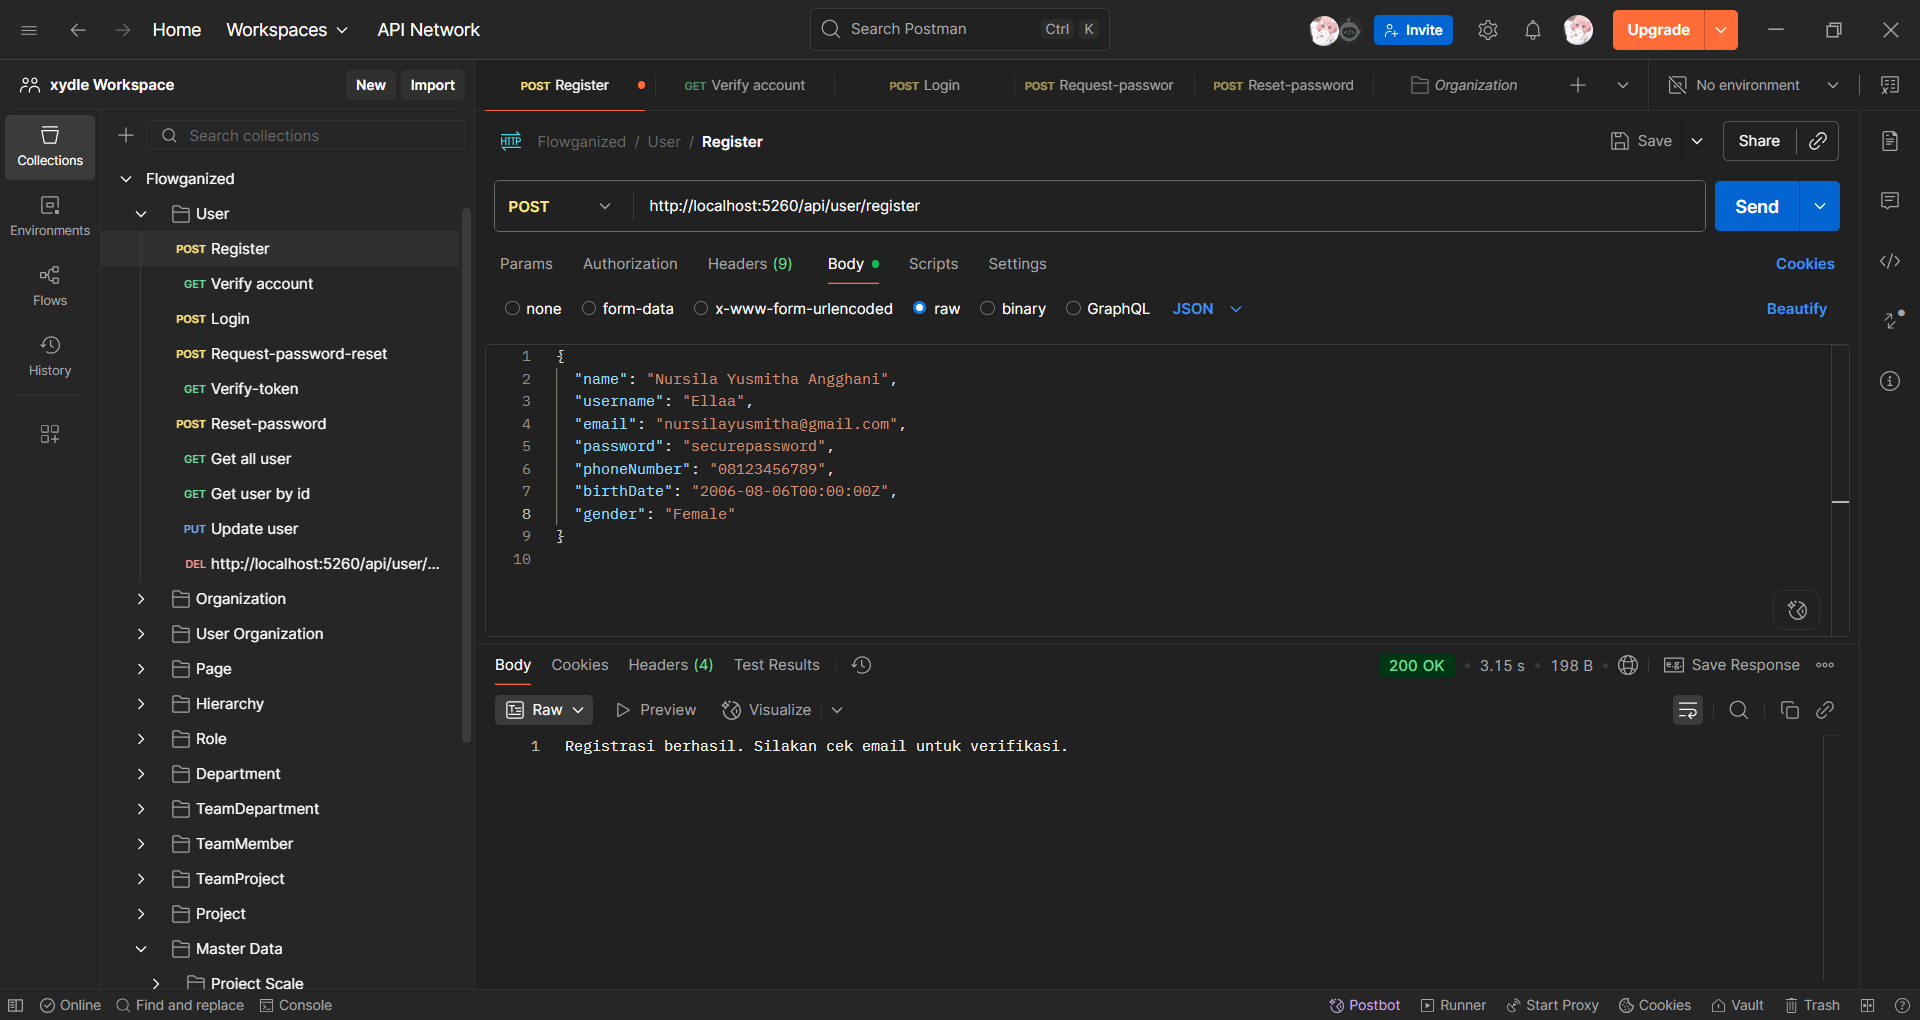 Home Workspaces API Network Search Postman Ctrl K Invite Upgrade
xydle Workspace New Import
POST Register GET Verify account POST Login POST Request-passwor POST Reset-password Organization No environment
Collections
Environments
Flows
History
Search collections
Flowganized
User
POST Register
GET Verify account
POST Login
POST Request-password-reset
GET Verify-token
POST Reset-password
GET Get all user
GET Get user by id
PUT Update user
DEL http://localhost:5260/api/user/...
Organization
User Organization
Page
Hierarchy
Role
Department
TeamDepartment
TeamMember
TeamProject
Project
Master Data
Project Scale
HTTP Flowganized / User / Register Save Share
POST http://localhost:5260/api/user/register Send
Params Authorization Headers (9) Body Scripts Settings Cookies
none form-data x-www-form-urlencoded raw binary GraphQL JSON Beautify
1 {
2 "name": "Nursila Yusmitha Angghani",
3 "username": "Ellaa",
4 "email": "nursilayusmitha@gmail.com",
5 "password": "securepassword",
6 "phoneNumber": "08123456789",
7 "birthDate": "2006-08-06T00:00:00Z",
8 "gender": "Female"
9 }
10
Body Cookies Headers (4) Test Results 200 OK 3.15 s 198 B e.g. Save Response
Raw Preview Visualize
1 Registrasi berhasil. Silakan cek email untuk verifikasi.
Online Find and replace Console Postbot Runner Start Proxy Cookies Vault Trash